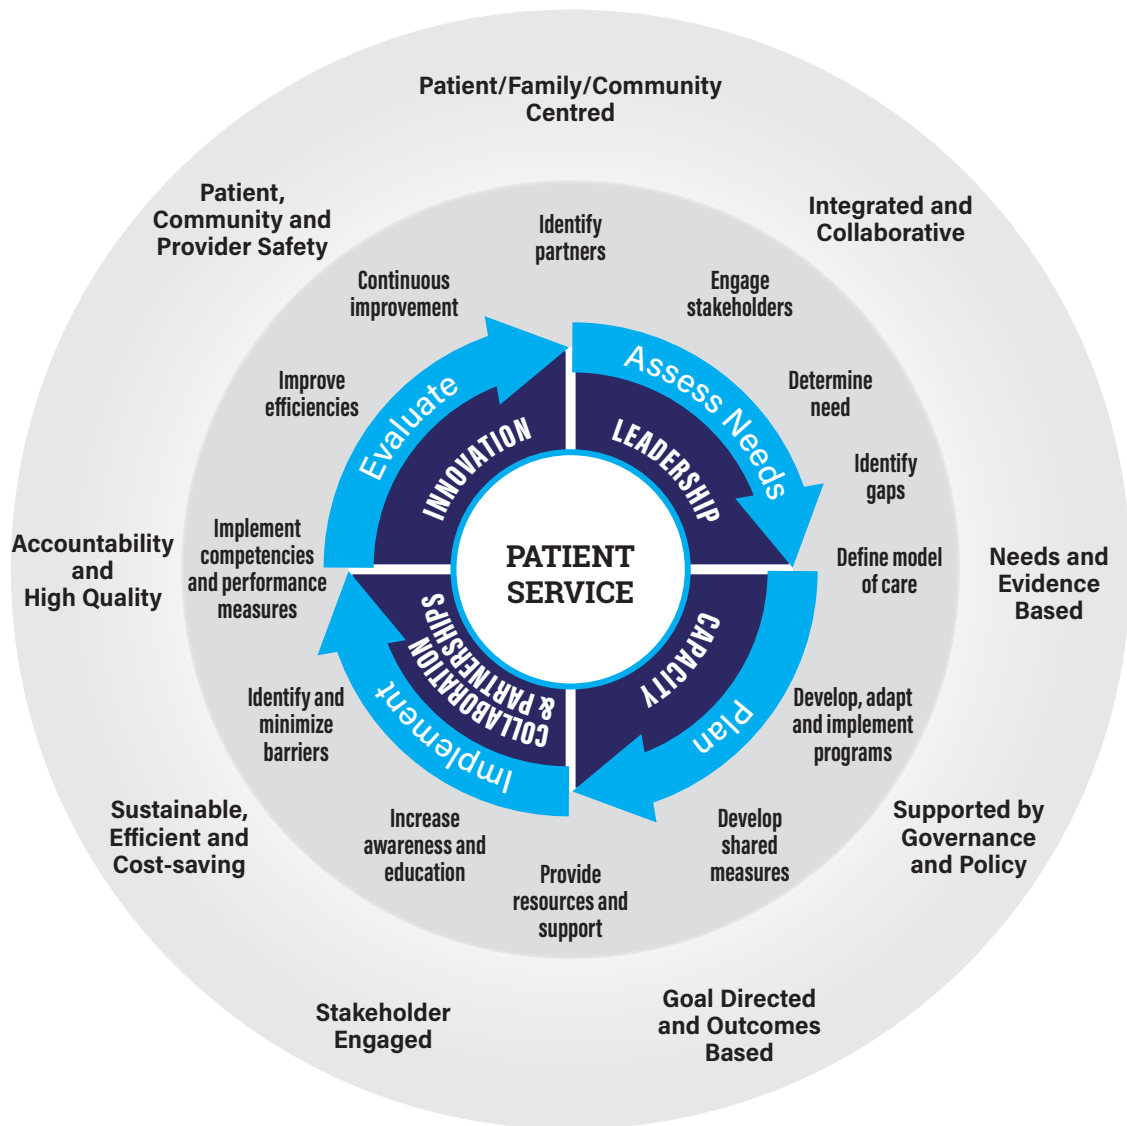 Patient/Family/Community
Centred
Integrated and
Collaborative
Needs and
Evidence
Based
Supported by
Governance
and Policy
Goal Directed
and Outcomes
Based
Stakeholder
Engaged
Sustainable,
Efficient and
Cost-saving
Accountability
and
High Quality
Patient,
Community and
Provider Safety
Identify
partners
Engage
stakeholders
Determine
need
Identify
gaps
Define model
of care
Develop, adapt
and implement
programs
Develop
shared
measures
Provide
resources and
support
Increase
awareness and
education
Identify and
minimize
barriers
Implement
competencies
and performance
measures
Improve
efficiencies
Continuous
improvement
Assess Needs
Plan
Implement
Evaluate
LEADERSHIP
CAPACITY
COLLABORATION
& PARTNERSHIPS
INNOVATION
PATIENT
SERVICE